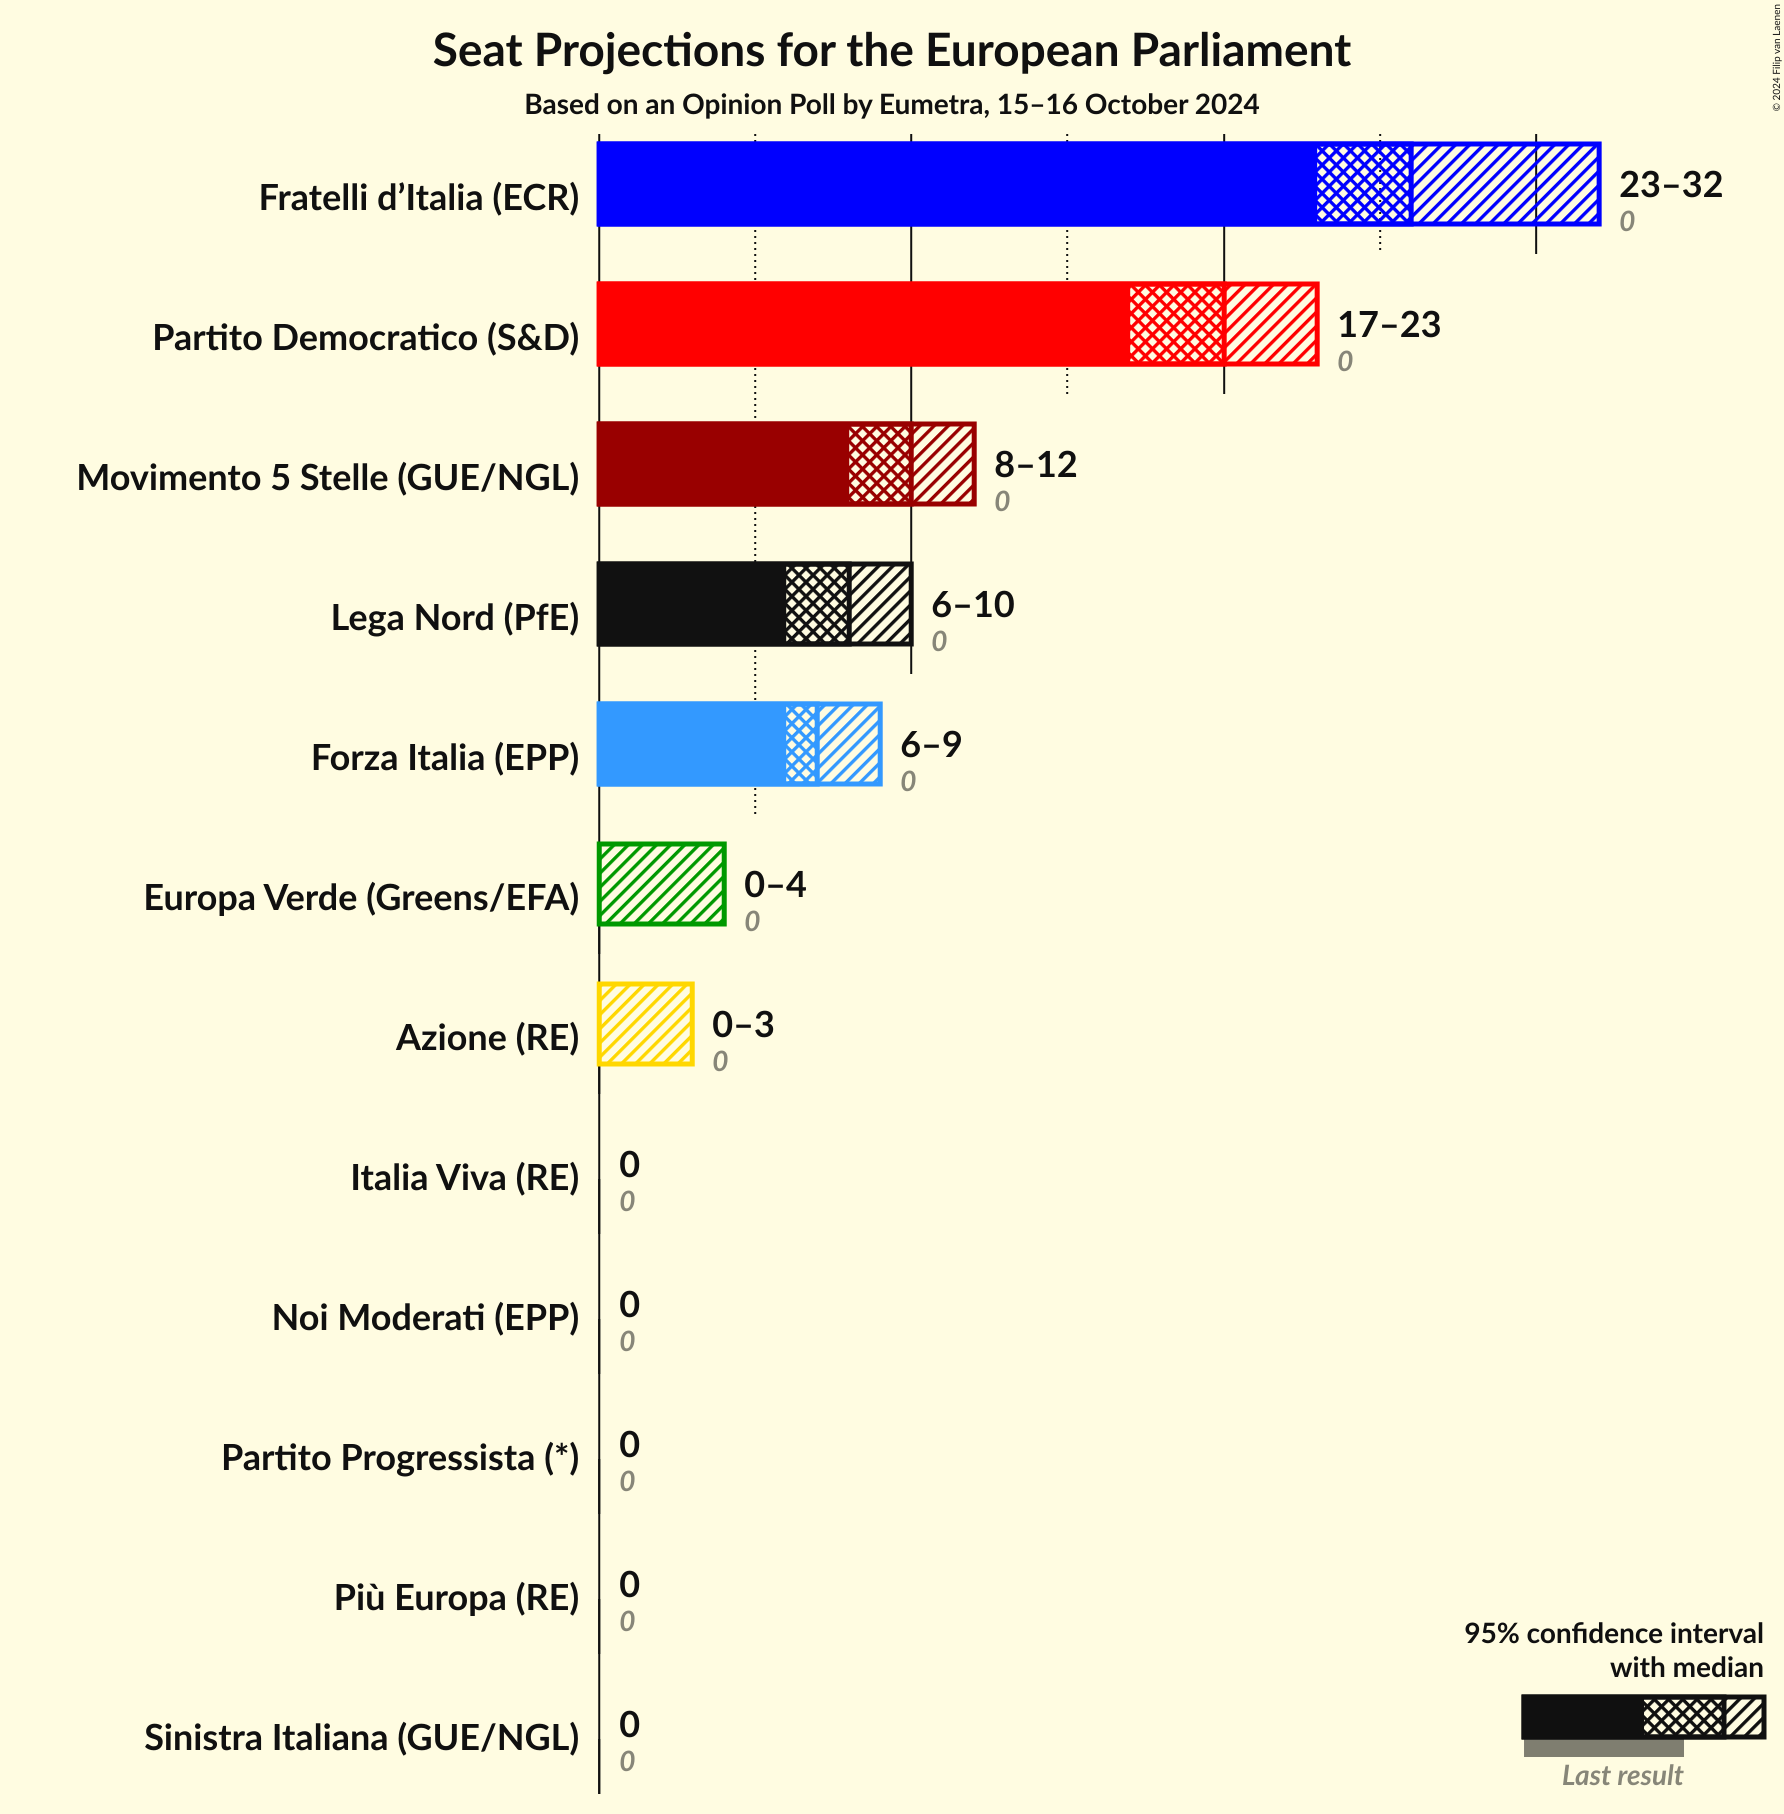 Seat Projections for the European Parliament
Based on an Opinion Poll by Eumetra, 15–16 October 2024
© 2024 Filip van Laenen
Fratelli d’Italia (ECR)
23–32
0
Partito Democratico (S&D)
17–23
0
Movimento 5 Stelle (GUE/NGL)
8–12
0
Lega Nord (PfE)
6–10
0
Forza Italia (EPP)
6–9
0
Europa Verde (Greens/EFA)
0–4
0
Azione (RE)
0–3
0
Italia Viva (RE)
0
0
Noi Moderati (EPP)
0
0
Partito Progressista (*)
0
0
Più Europa (RE)
0
0
Sinistra Italiana (GUE/NGL)
0
0
95% confidence interval
with median
Last result